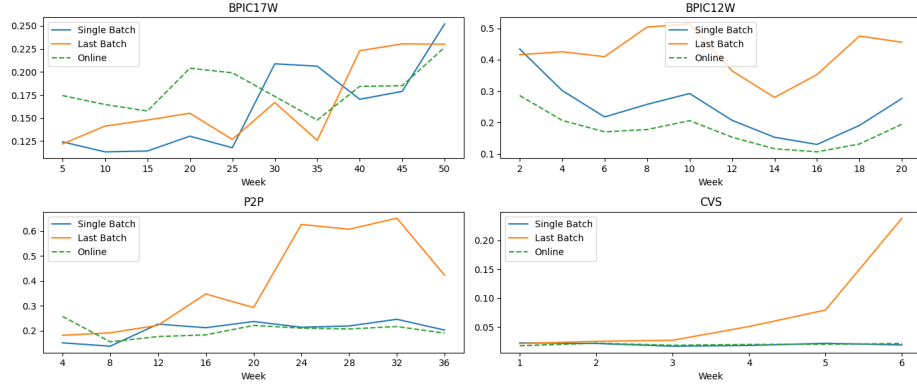 BPIC17W
Single Batch
Last Batch
Online
0.250
0.225
0.200
0.175
0.150
0.125
5 10 15 20 25 30 35 40 45 50
Week
BPIC12W
Single Batch
Last Batch
Online
0.5
0.4
0.3
0.2
0.1
2 4 6 8 10 12 14 16 18 20
Week
P2P
Single Batch
Last Batch
Online
0.6
0.5
0.4
0.3
0.2
4 8 12 16 20 24 28 32 36
Week
CVS
Single Batch
Last Batch
Online
0.20
0.15
0.10
0.05
1 2 3 4 5 6
Week